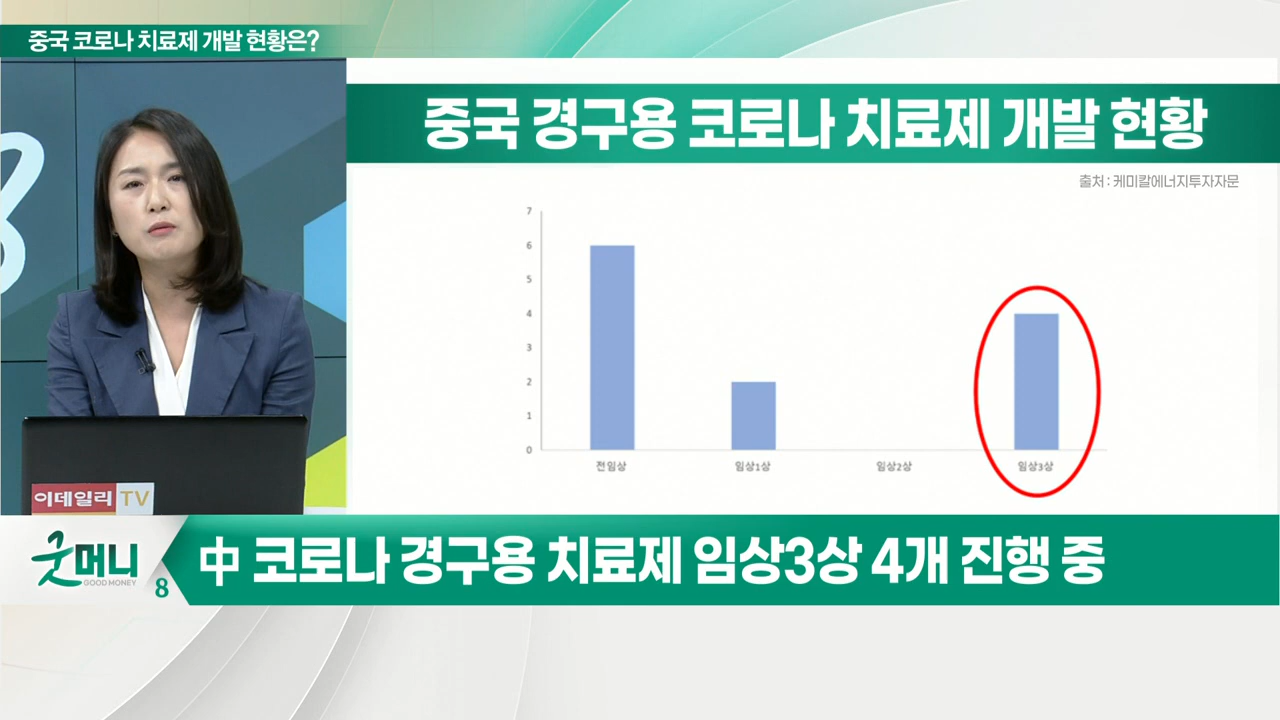 중국 코로나 치료제 개발 현황은?
중국 경구용 코로나 치료제 개발 현황
출처 : 케미칼에너지투자자문
7
6
5
4
3
2
1
0
전임상
임상1상
임상2상
임상3상
이데일리 TV
굿머니
GOOD MONEY
8
中 코로나 경구용 치료제 임상3상 4개 진행 중